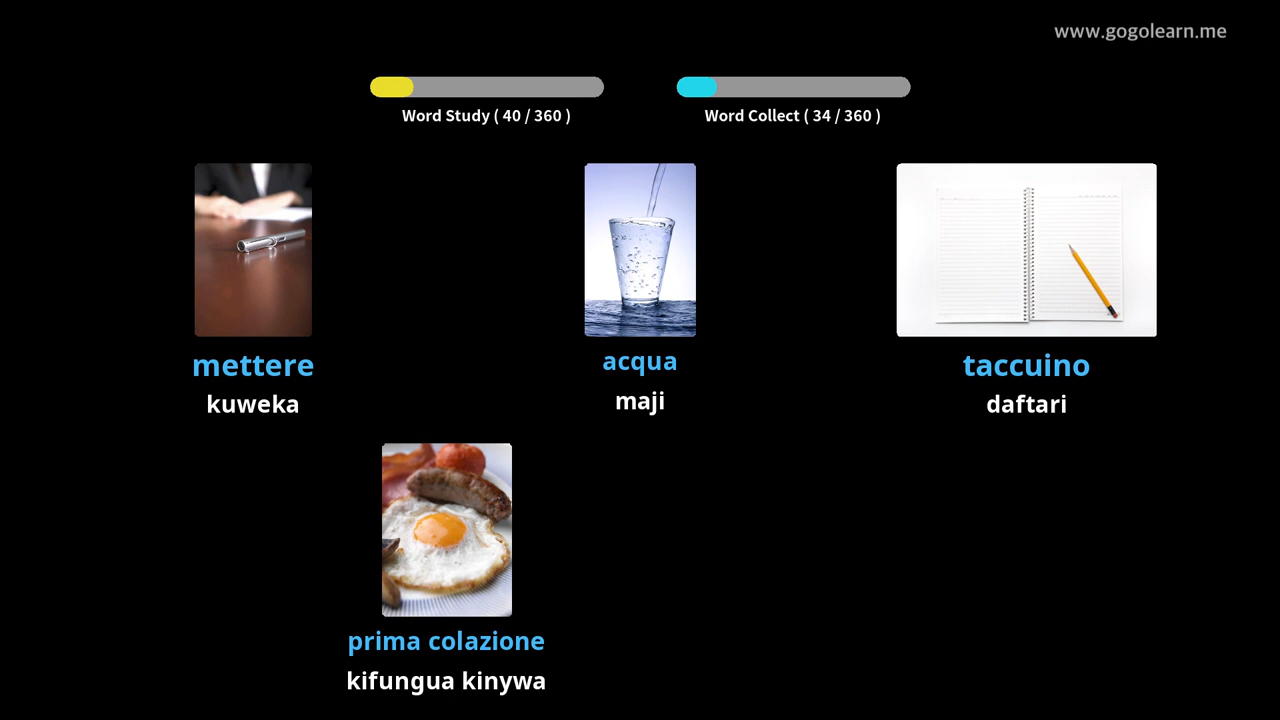 www.gogolearn.me
Word Study ( 40 / 360 )
Word Collect ( 34 / 360 )
mettere
kuweka
acqua
maji
taccuino
daftari
prima colazione
kifungua kinywa